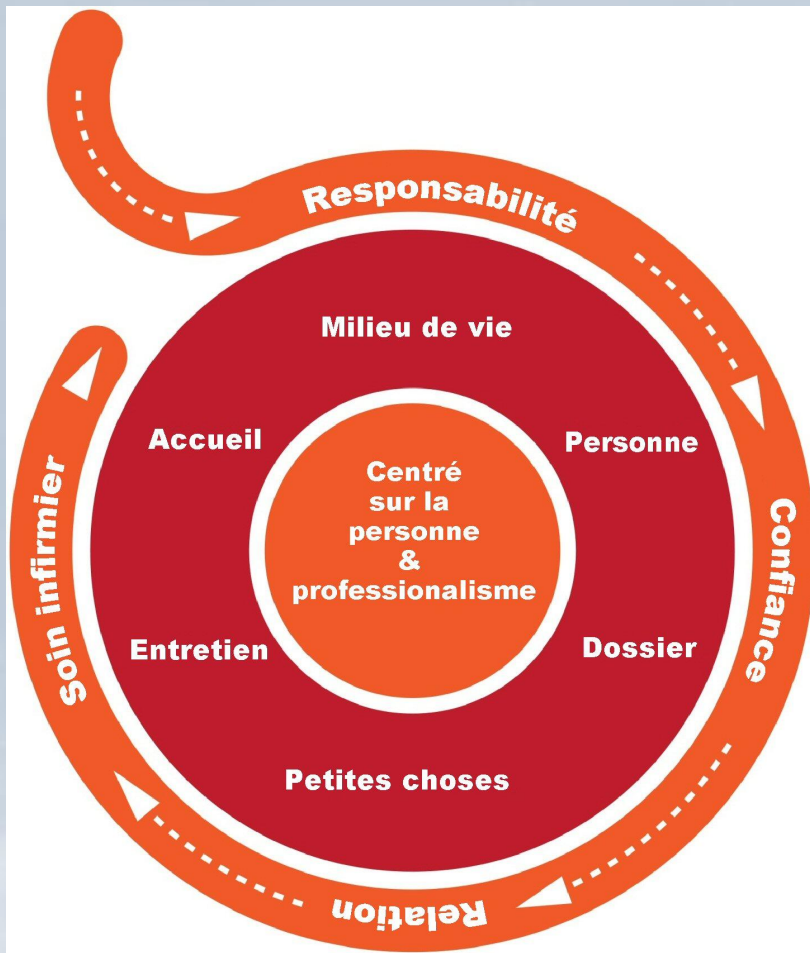 Responsabilité
Milieu de vie
Accueil
Personne
Centré
sur la
personne
&
professionalisme
Confiance
Entretien
Dossier
Soin infirmier
Petites choses
Relation